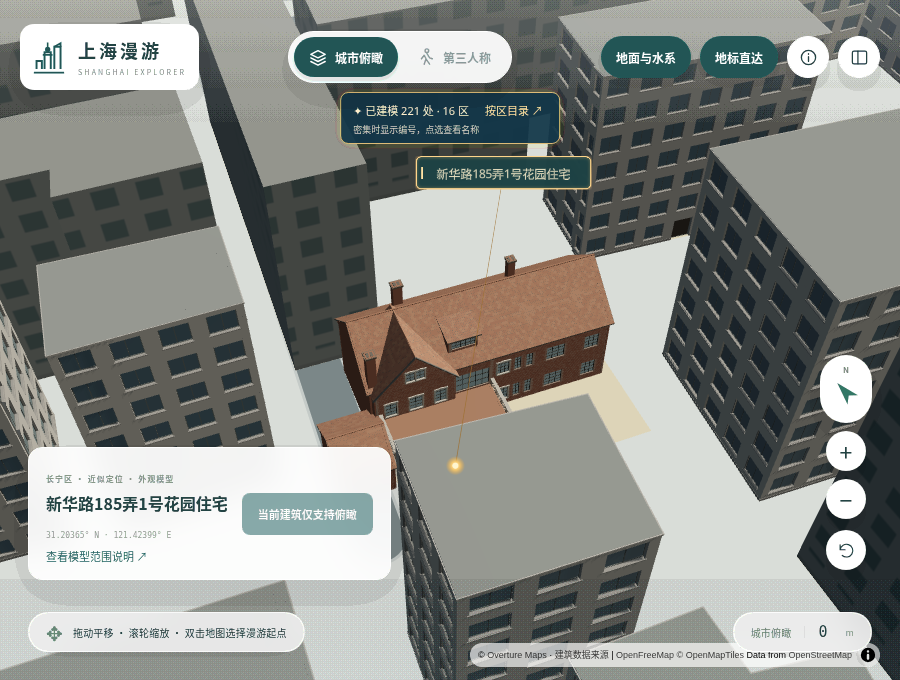 上海漫游
SHANGHAI EXPLORER
城市俯瞰
第三人称
地面与水系
地标直达
✦ 已建模 221 处 · 16 区 按区目录 ↗
密集时显示编号，点选查看名称
新华路185弄1号花园住宅
N
长宁区 · 近似定位 · 外观模型
新华路185弄1号花园住宅
当前建筑仅支持俯瞰
31.20365° N · 121.42399° E
查看模型范围说明 ↗
拖动平移 · 滚轮缩放 · 双击地图选择漫游起点
城市俯瞰 0 m
© Overture Maps · 建筑数据来源 | OpenFreeMap © OpenMapTiles Data from OpenStreetMap